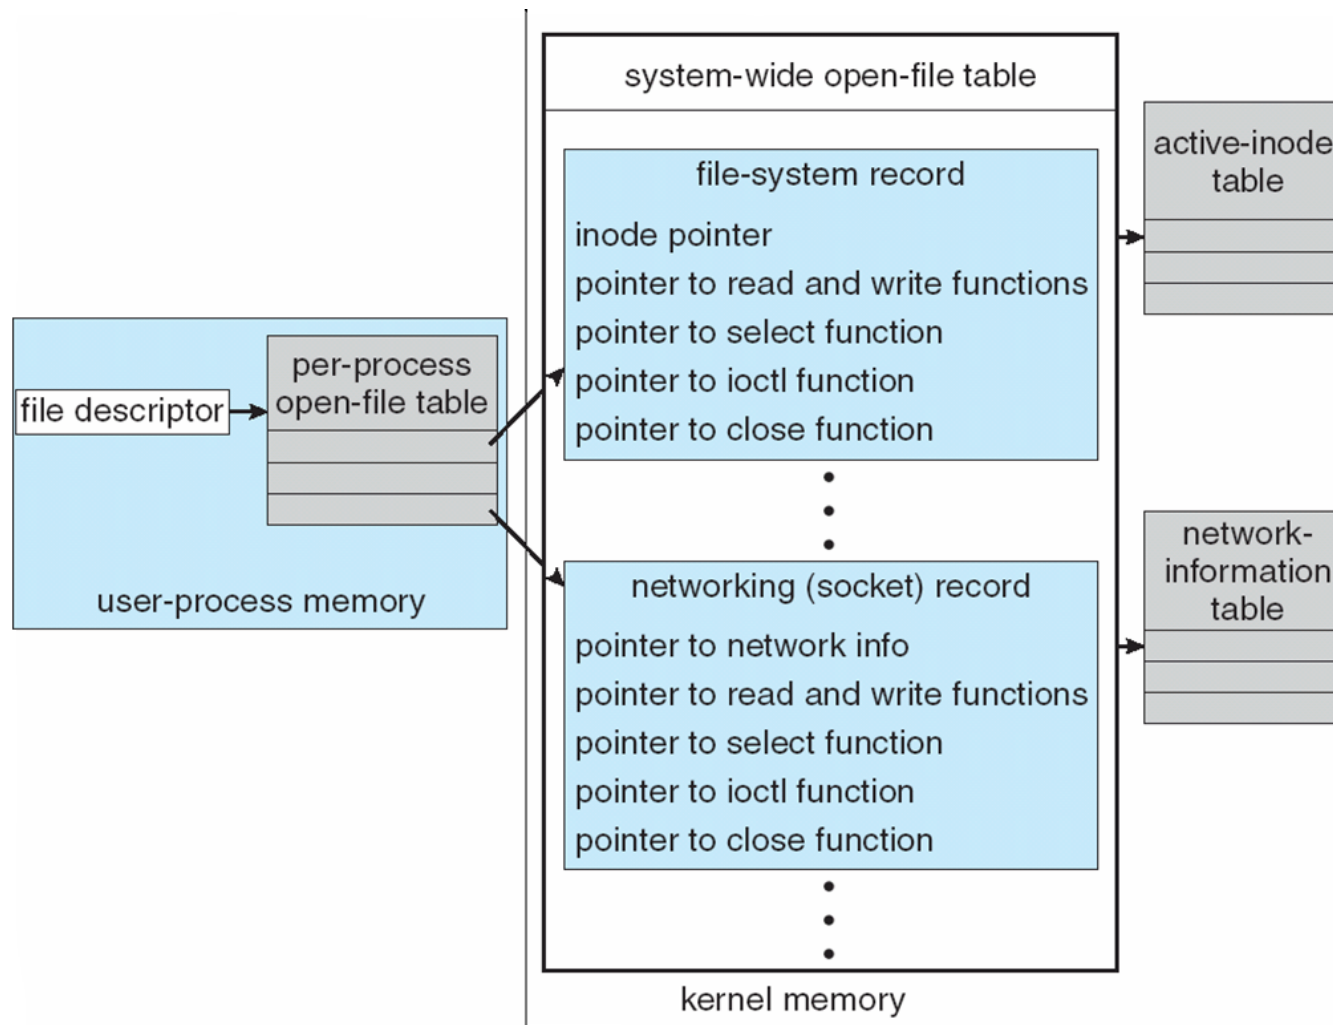 system-wide open-file table
file-system record
inode pointer
pointer to read and write functions
pointer to select function
pointer to ioctl function
pointer to close function
active-inode
table
file descriptor
per-process
open-file table
user-process memory
networking (socket) record
pointer to network info
pointer to read and write functions
pointer to select function
pointer to ioctl function
pointer to close function
network-
information
table
kernel memory